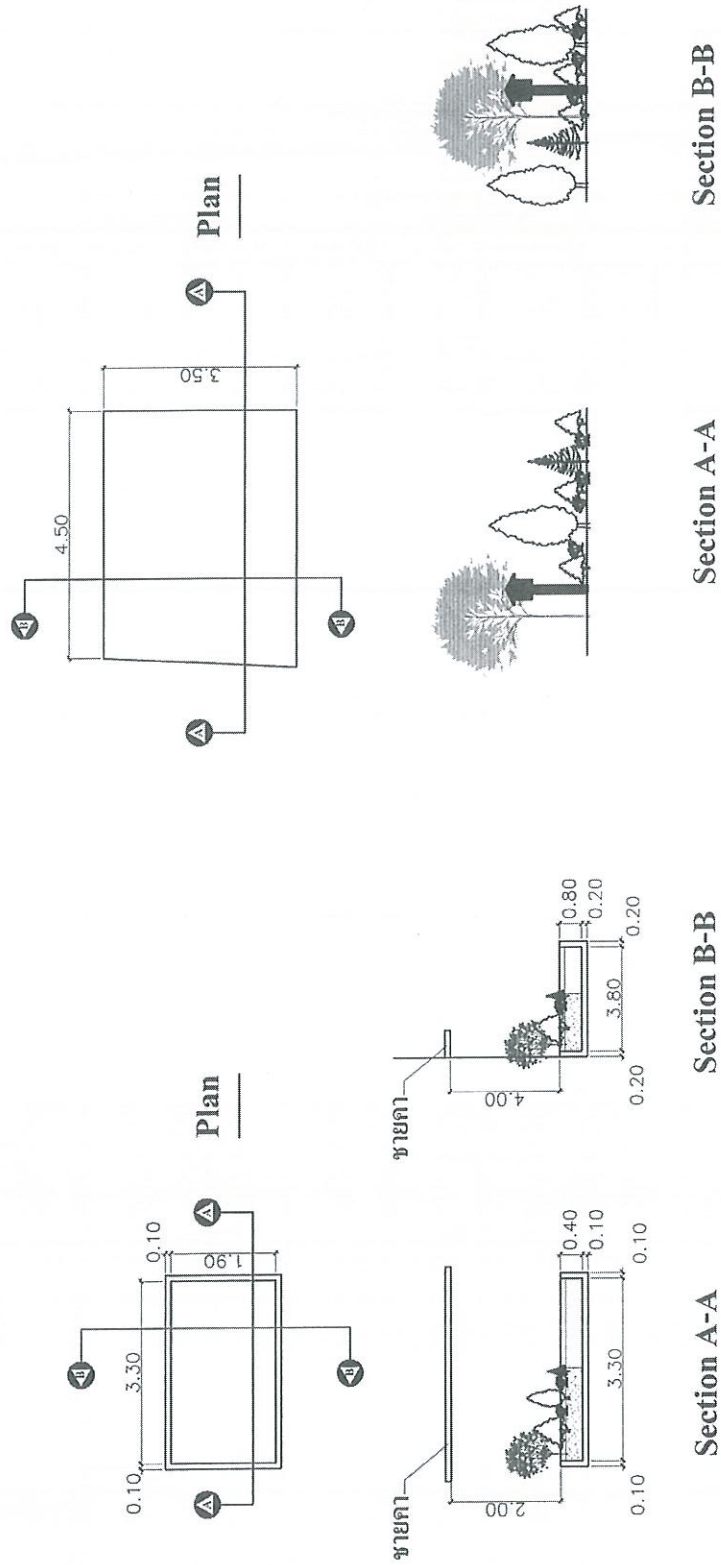 B
3.30
0.10
0.10
1.90
A
A
B
Plan
ชายคา
2.00
0.40
0.10
0.10
3.30
0.10
Section A-A
ชายคา
4.00
0.80
0.20
0.20
3.80
0.20
Section B-B
B
4.50
3.50
A
A
B
Plan
Section A-A
Section B-B